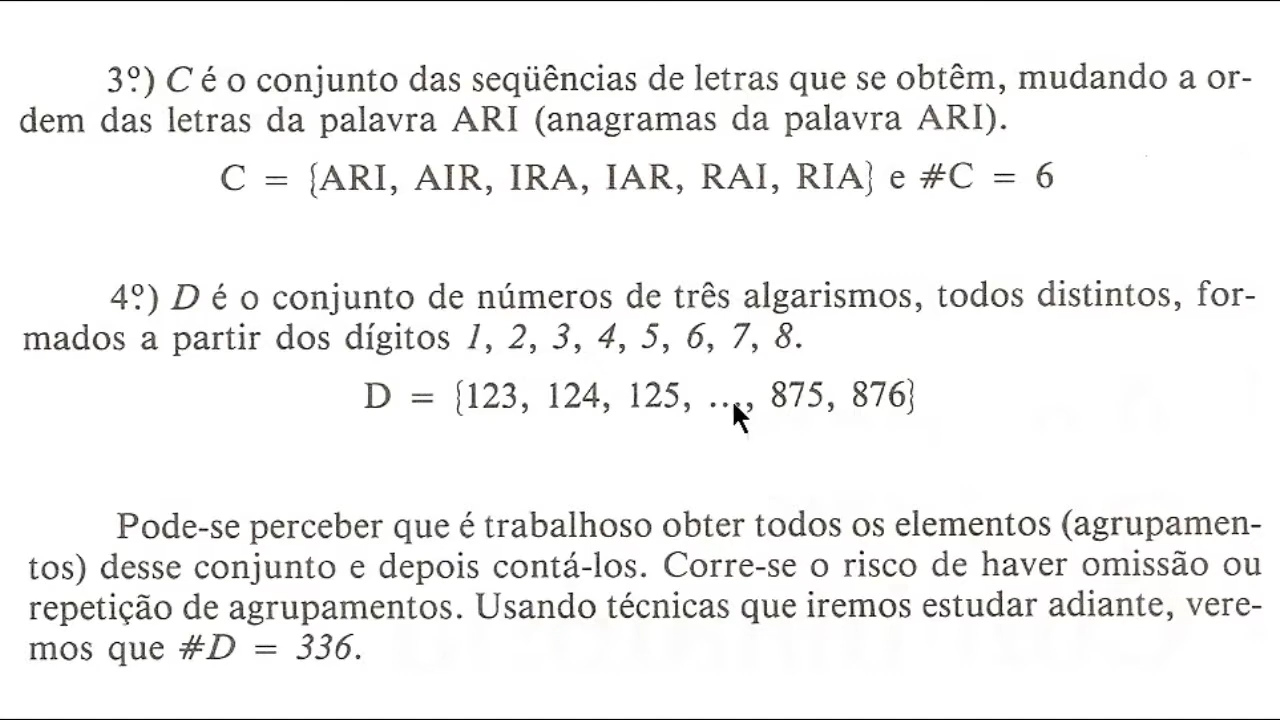 3º) C é o conjunto das seqüências de letras que se obtêm, mudando a or-
dem das letras da palavra ARI (anagramas da palavra ARI).
C = {ARI, AIR, IRA, IAR, RAI, RIA} e #C = 6
4º) D é o conjunto de números de três algarismos, todos distintos, for-
mados a partir dos dígitos 1, 2, 3, 4, 5, 6, 7, 8.
D = {123, 124, 125, ..., 875, 876}
Pode-se perceber que é trabalhoso obter todos os elementos (agrupamen-
tos) desse conjunto e depois contá-los. Corre-se o risco de haver omissão ou
repetição de agrupamentos. Usando técnicas que iremos estudar adiante, vere-
mos que #D = 336.